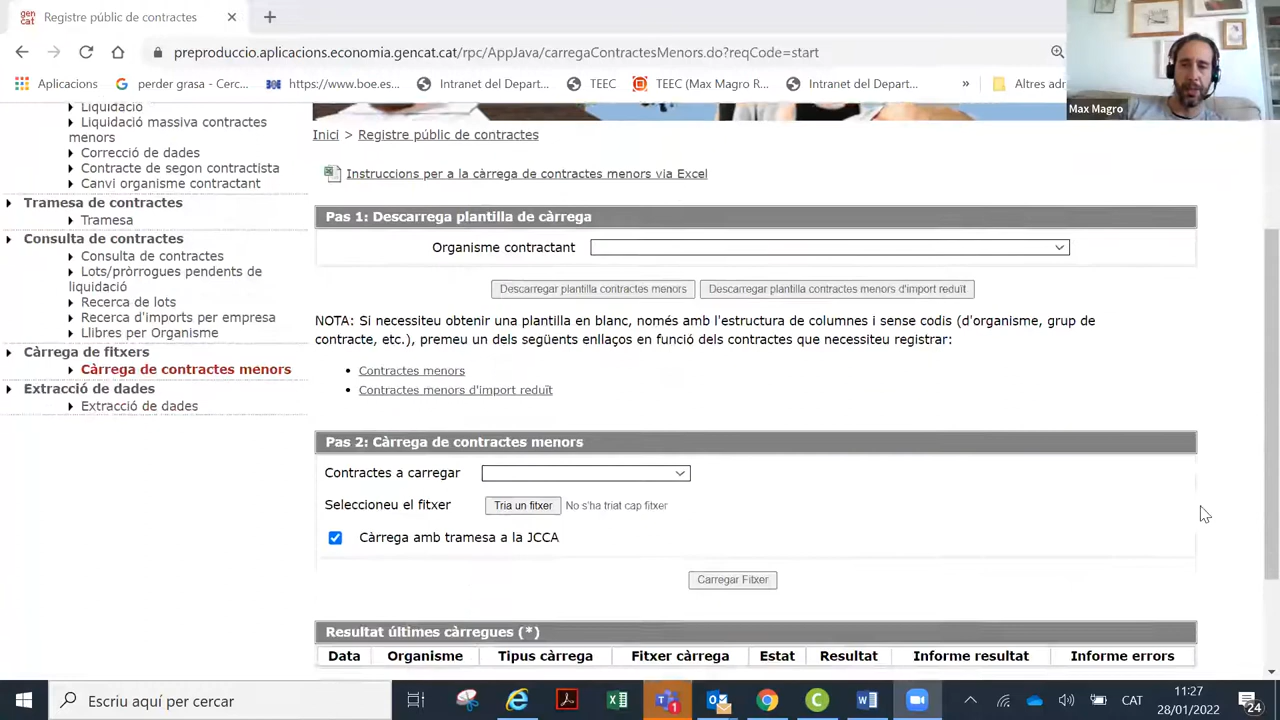 gen
cat
Registre públic de contractes
preproduccio.aplicacions.economia.gencat.cat/rpc/AppJava/carregaContractesMenors.do?reqCode=start
Aplicacions
perder grasa - Cerc...
https://www.boe.es...
Intranet del Depart...
TEEC
TEEC (Max Magro R...
Intranet del Depar...
»
Altres adr
Max Magro
Liquidació
Liquidació massiva contractes
menors
Correcció de dades
Contracte de segon contractista
Canvi organisme contractant
Tramesa de contractes
Tramesa
Consulta de contractes
Consulta de contractes
Lots/pròrrogues pendents de
liquidació
Recerca de lots
Recerca d'imports per empresa
Llibres per Organisme
Càrrega de fitxers
Càrrega de contractes menors
Extracció de dades
Extracció de dades
Inici > Registre públic de contractes
Instruccions per a la càrrega de contractes menors via Excel
Pas 1: Descarrega plantilla de càrrega
Organisme contractant
Descarregar plantilla contractes menors
Descarregar plantilla contractes menors d'import reduït
NOTA: Si necessiteu obtenir una plantilla en blanc, només amb l'estructura de columnes i sense codis (d'organisme, grup de
contracte, etc.), premeu un dels següents enllaços en funció dels contractes que necessiteu registrar:
• Contractes menors
• Contractes menors d'import reduït
Pas 2: Càrrega de contractes menors
Contractes a carregar
Seleccioneu el fitxer
Tria un fitxer
No s'ha triat cap fitxer
Càrrega amb tramesa a la JCCA
Carregar Fitxer
Resultat últimes càrregues (*)
Data Organisme Tipus càrrega Fitxer càrrega Estat Resultat Informe resultat Informe errors
Escriu aquí per cercar
CAT
11:27
28/01/2022
24